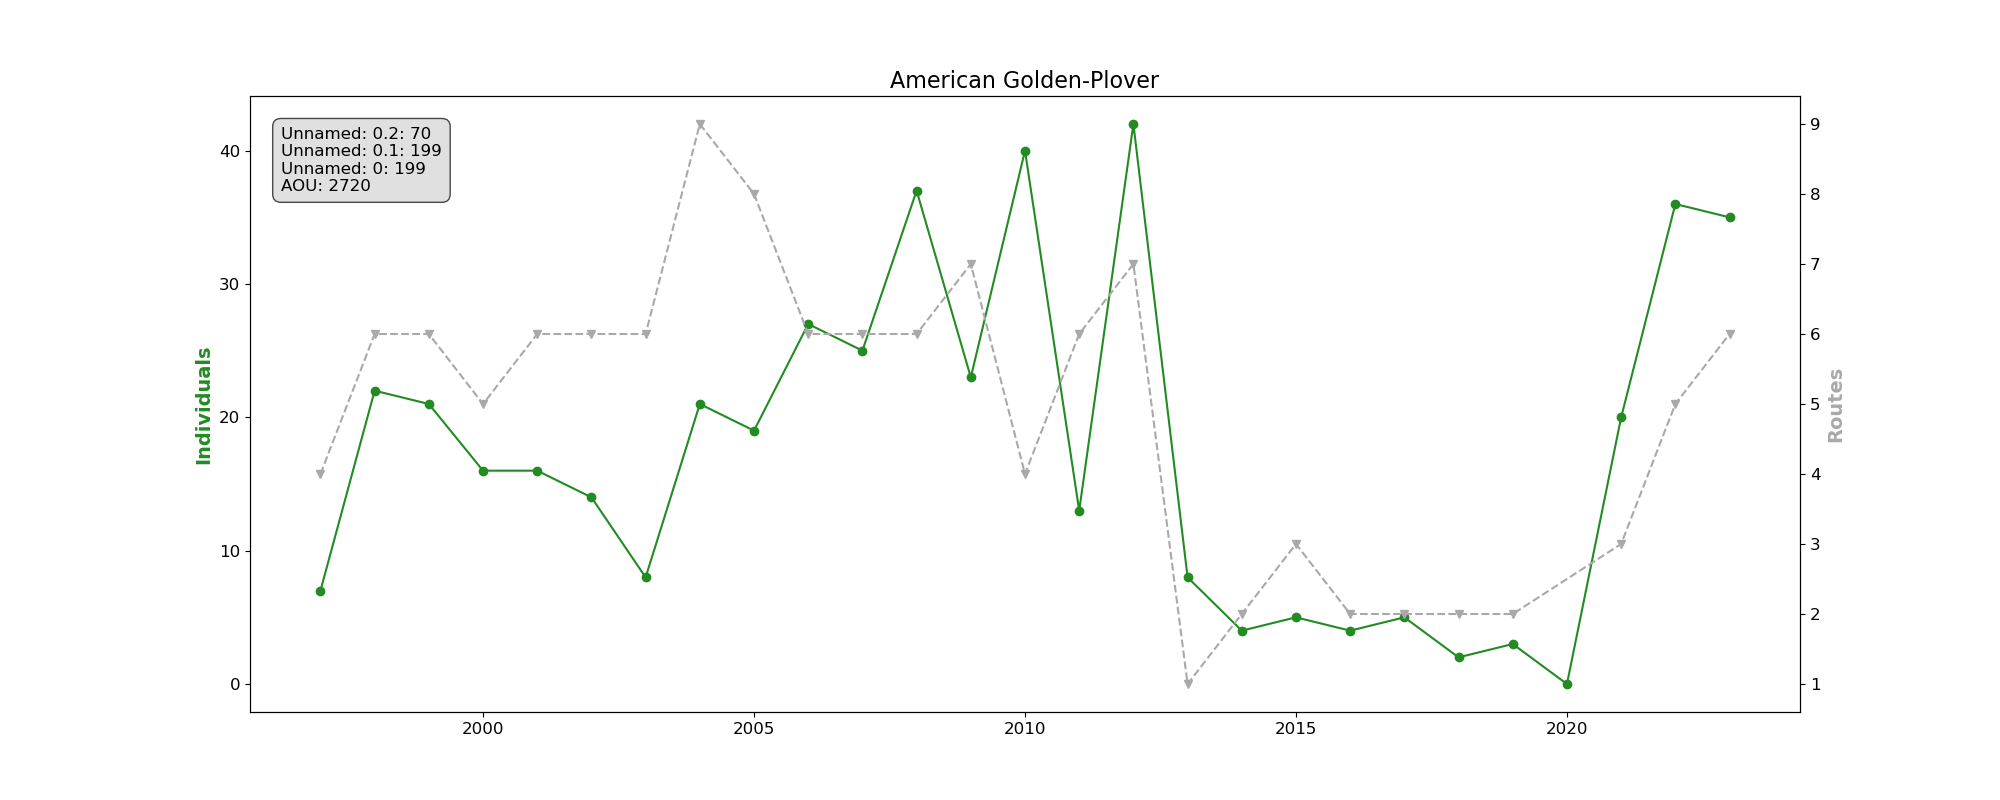 American Golden-Plover
Unnamed: 0.2: 70
Unnamed: 0.1: 199
Unnamed: 0: 199
AOU: 2720
40
30
20
10
0
Individuals
9
8
7
6
5
4
3
2
1
Routes
2000
2005
2010
2015
2020